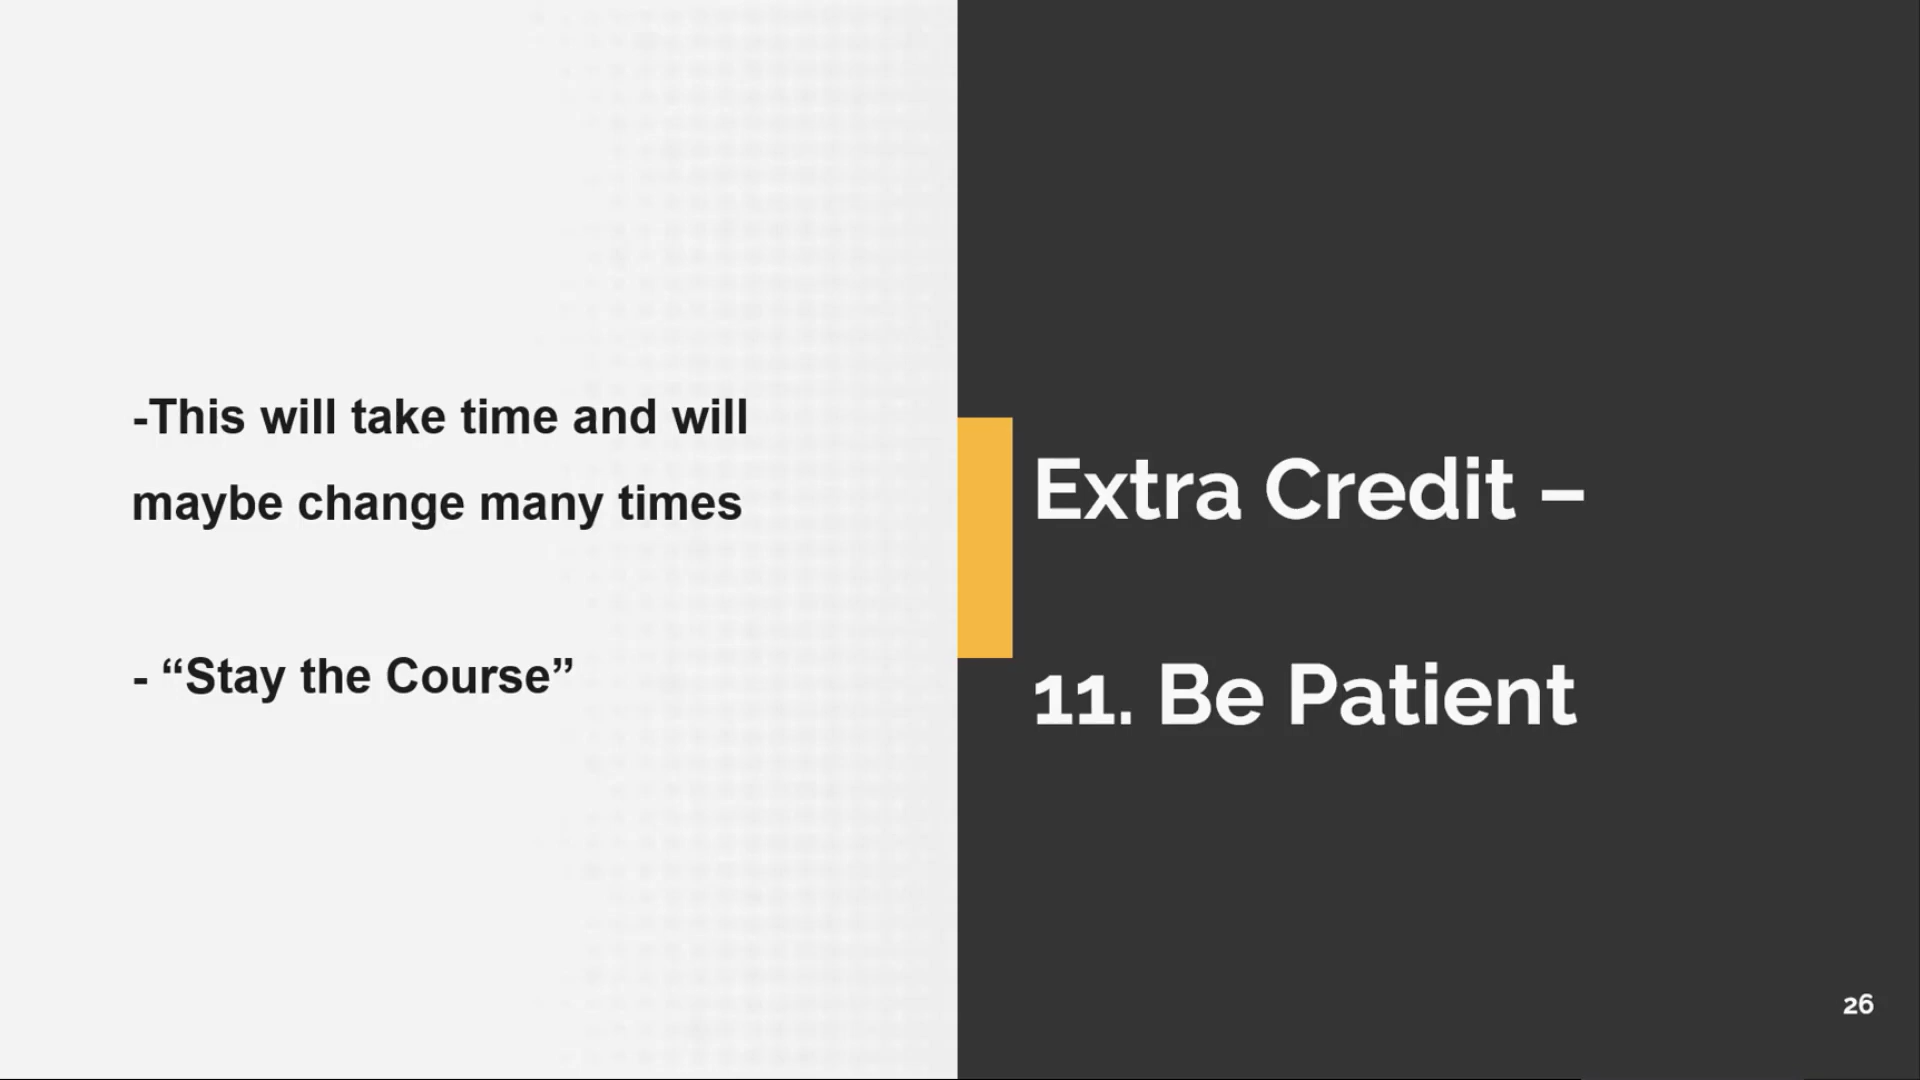 -This will take time and will
maybe change many times
- “Stay the Course”
Extra Credit –
11. Be Patient
26